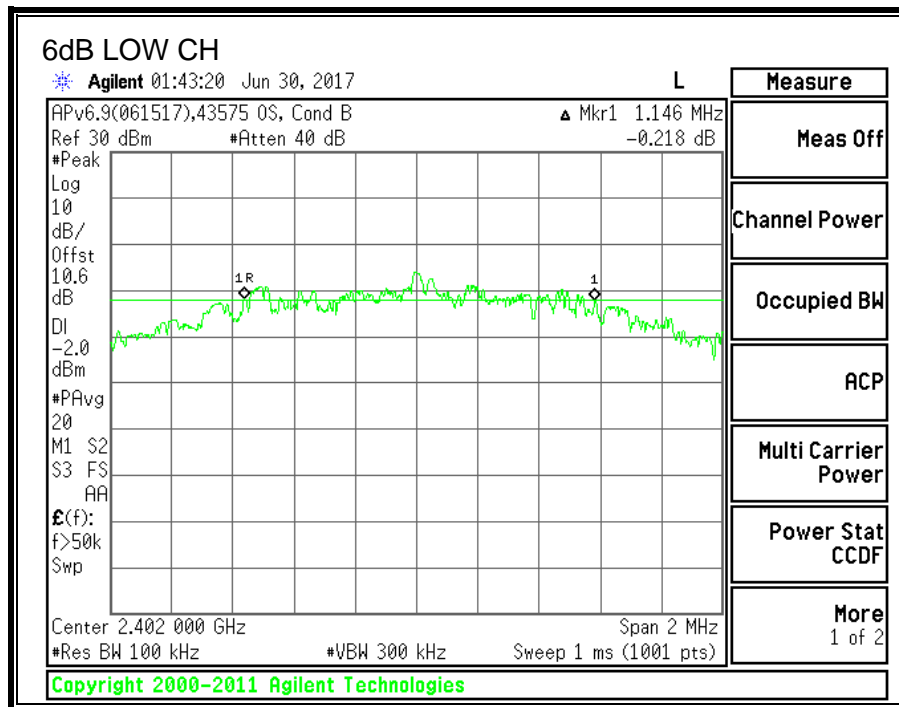 6dB LOW CH
Agilent 01:43:20 Jun 30, 2017 L
APv6.9(061517),43575 OS, Cond B
Δ Mkr1 1.146 MHz
Ref 30 dBm #Atten 40 dB -0.218 dB
#Peak
Log
10
dB/
Offst
10.6
dB
DI
-2.0
dBm
#PAvg
20
M1 S2
S3 FS
AA
£(f):
f>50k
Swp
1R
1
Center 2.402 000 GHz Span 2 MHz
#Res BW 100 kHz #VBW 300 kHz Sweep 1 ms (1001 pts)
Copyright 2000-2011 Agilent Technologies
Measure
Meas Off
Channel Power
Occupied BW
ACP
Multi Carrier
Power
Power Stat
CCDF
More
1 of 2